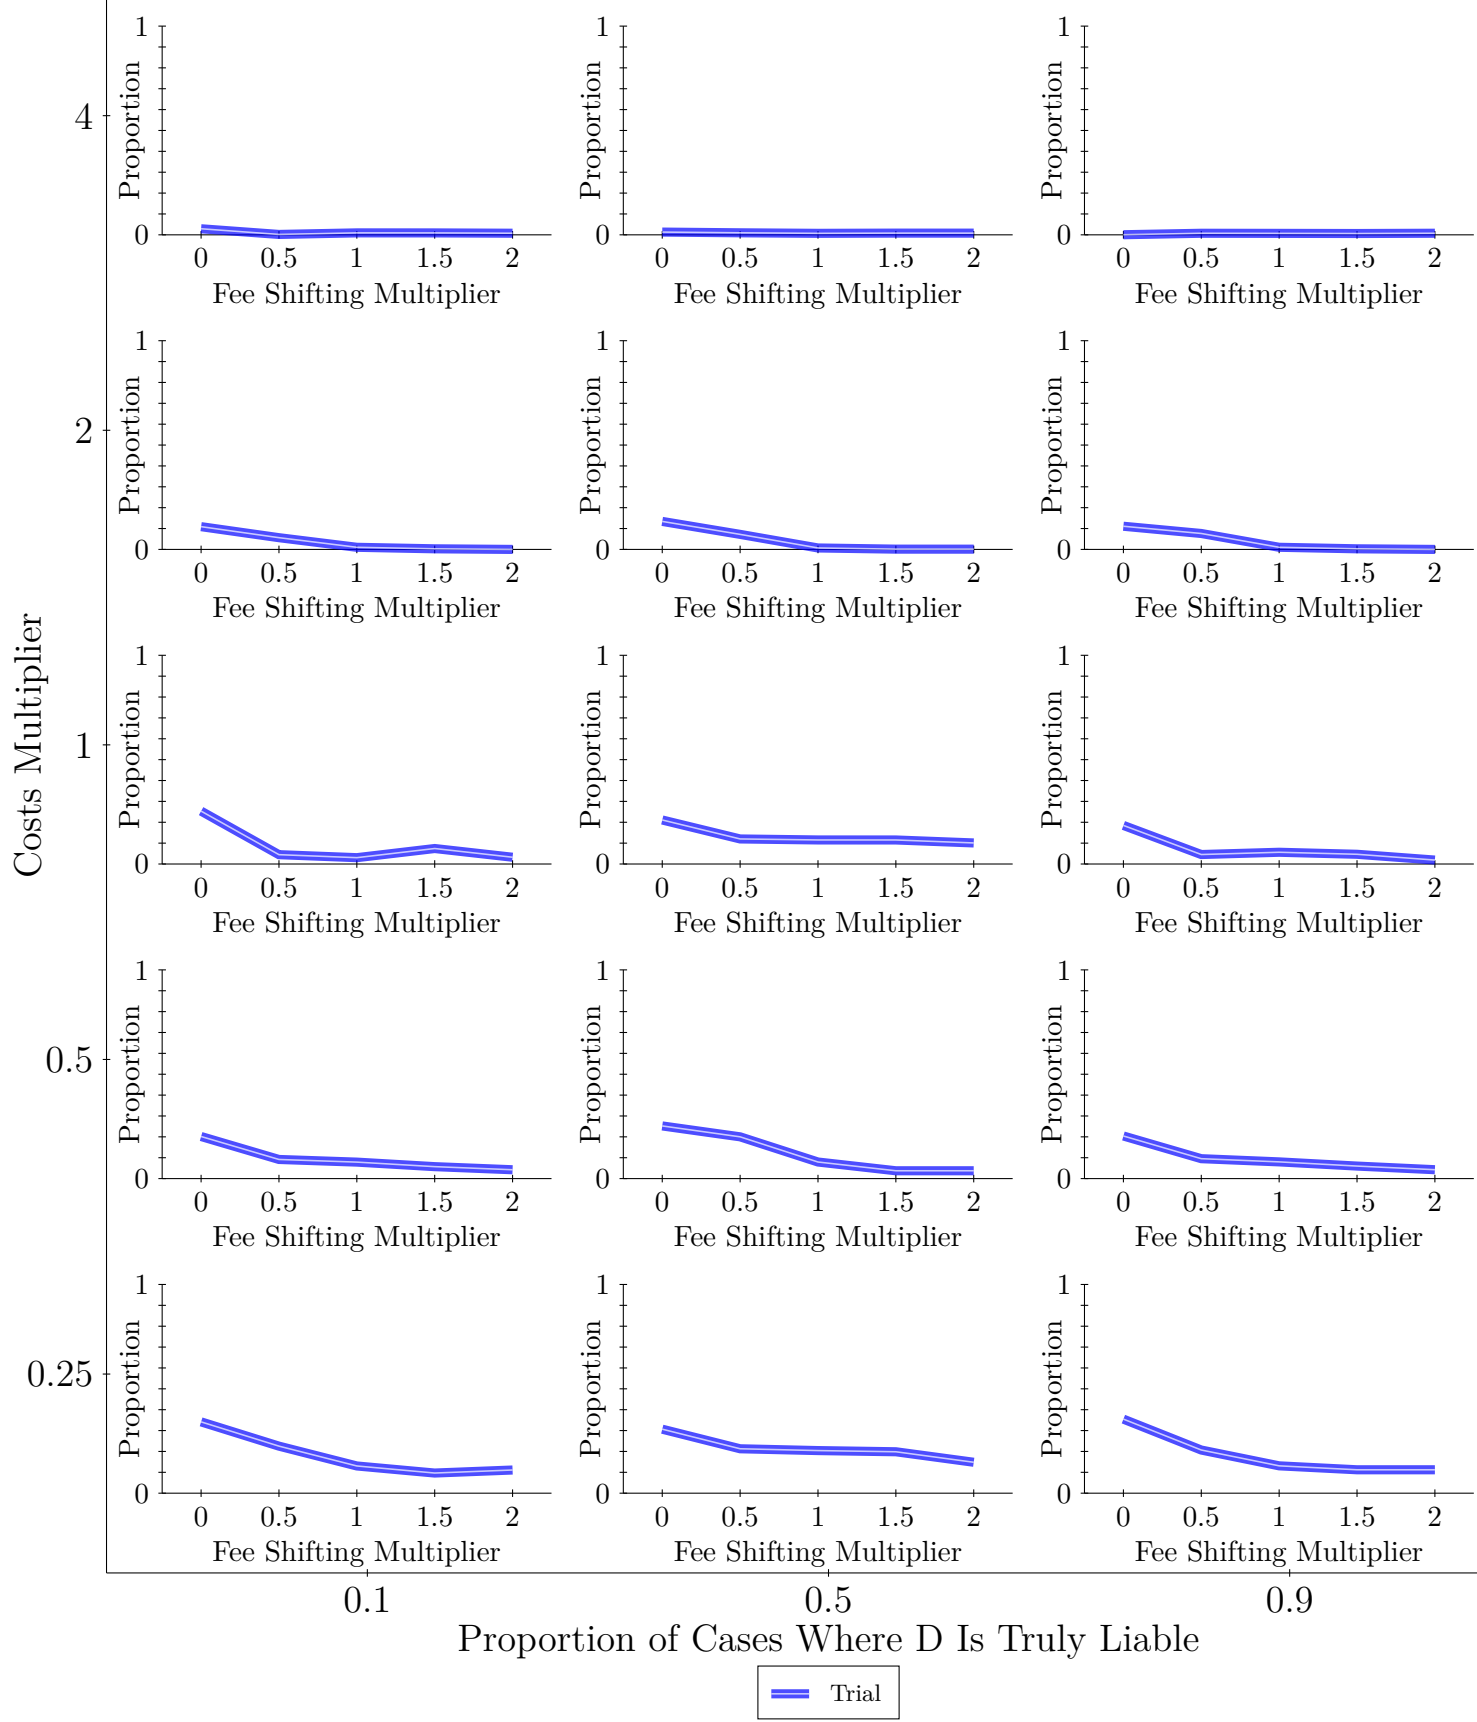 Costs Multiplier
4
1
Proportion
0
0 0.5 1 1.5 2
Fee Shifting Multiplier
1
Proportion
0
0 0.5 1 1.5 2
Fee Shifting Multiplier
1
Proportion
0
0 0.5 1 1.5 2
Fee Shifting Multiplier
2
1
Proportion
0
0 0.5 1 1.5 2
Fee Shifting Multiplier
1
Proportion
0
0 0.5 1 1.5 2
Fee Shifting Multiplier
1
Proportion
0
0 0.5 1 1.5 2
Fee Shifting Multiplier
1
1
Proportion
0
0 0.5 1 1.5 2
Fee Shifting Multiplier
1
Proportion
0
0 0.5 1 1.5 2
Fee Shifting Multiplier
1
Proportion
0
0 0.5 1 1.5 2
Fee Shifting Multiplier
0.5
1
Proportion
0
0 0.5 1 1.5 2
Fee Shifting Multiplier
1
Proportion
0
0 0.5 1 1.5 2
Fee Shifting Multiplier
1
Proportion
0
0 0.5 1 1.5 2
Fee Shifting Multiplier
0.25
1
Proportion
0
0 0.5 1 1.5 2
Fee Shifting Multiplier
1
Proportion
0
0 0.5 1 1.5 2
Fee Shifting Multiplier
1
Proportion
0
0 0.5 1 1.5 2
Fee Shifting Multiplier
0.1 0.5 0.9
Proportion of Cases Where D Is Truly Liable
Trial